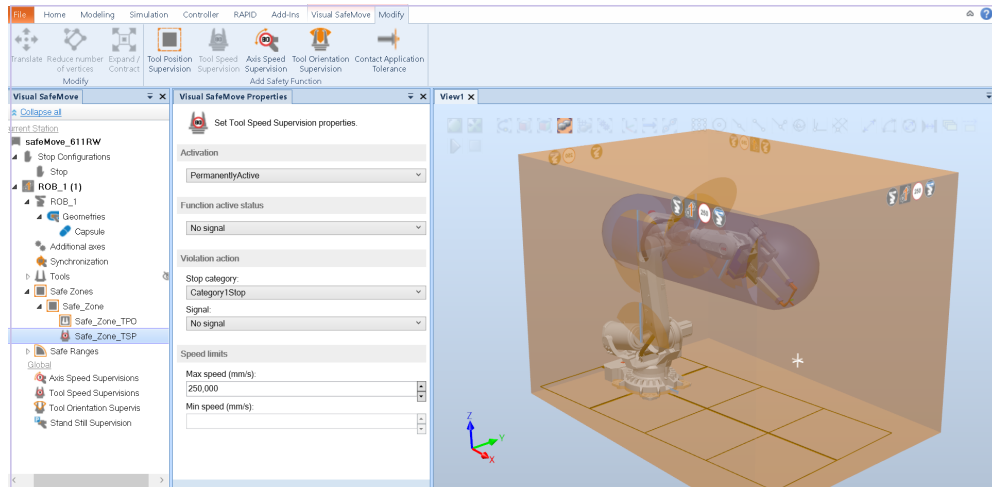 File Home Modeling Simulation Controller RAPID Add-Ins Visual SafeMove Modify
Translate Reduce number Expand / Tool Position Tool Speed Axis Speed Tool Orientation Contact Application
of vertices Contract Supervision Supervision Supervision Supervision Tolerance
Modify Add Safety Function
Visual SafeMove
Collapse all
urrent Station
safeMove_611RW
Stop Configurations
Stop
ROB_1 (1)
ROB_1
Geometries
Capsule
Additional axes
Synchronization
Tools
Safe Zones
Safe_Zone
Safe_Zone_TPO
Safe_Zone_TSP
Safe Ranges
Global
Axis Speed Supervisions
Tool Speed Supervisions
Tool Orientation Supervis
Stand Still Supervision
Visual SafeMove Properties
Set Tool Speed Supervision properties.
Activation
PermanentlyActive
Function active status
No signal
Violation action
Stop category:
Category1Stop
Signal:
No signal
Speed limits
Max speed (mm/s):
250,000
Min speed (mm/s):
View1
250
250
Z
Y
X